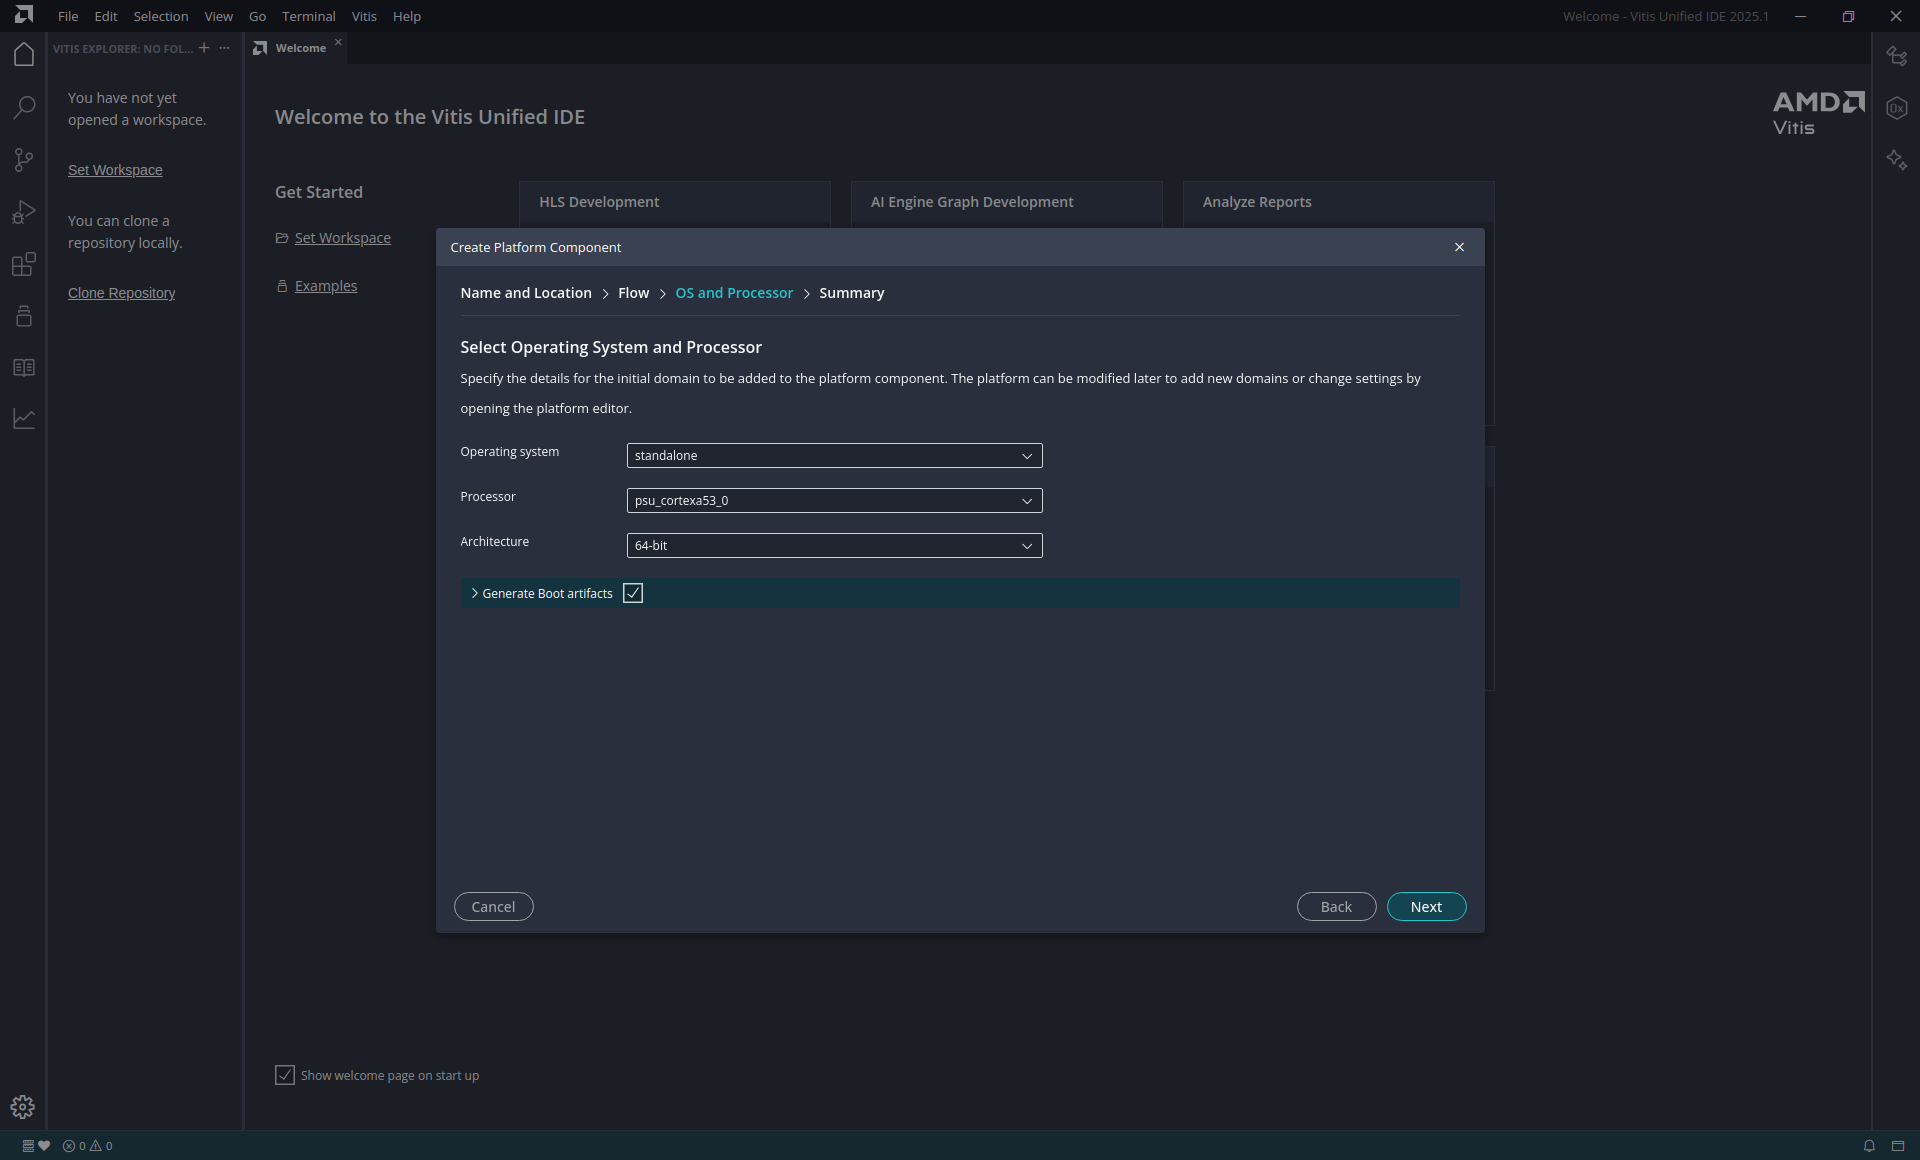 File Edit Selection View Go Terminal Vitis Help
Welcome - Vitis Unified IDE 2025.1
VITIS EXPLORER: NO FOL...
Welcome
You have not yet
opened a workspace.
Set Workspace
You can clone a
repository locally.
Clone Repository
Welcome to the Vitis Unified IDE
AMD
Vitis
Get Started
Set Workspace
Examples
HLS Development
AI Engine Graph Development
Analyze Reports
0x
Create Platform Component
Name and Location > Flow > OS and Processor > Summary
Select Operating System and Processor
Specify the details for the initial domain to be added to the platform component. The platform can be modified later to add new domains or change settings by
opening the platform editor.
Operating system
standalone
Processor
psu_cortexa53_0
Architecture
64-bit
Generate Boot artifacts
Cancel
Back
Next
Show welcome page on start up
0 0